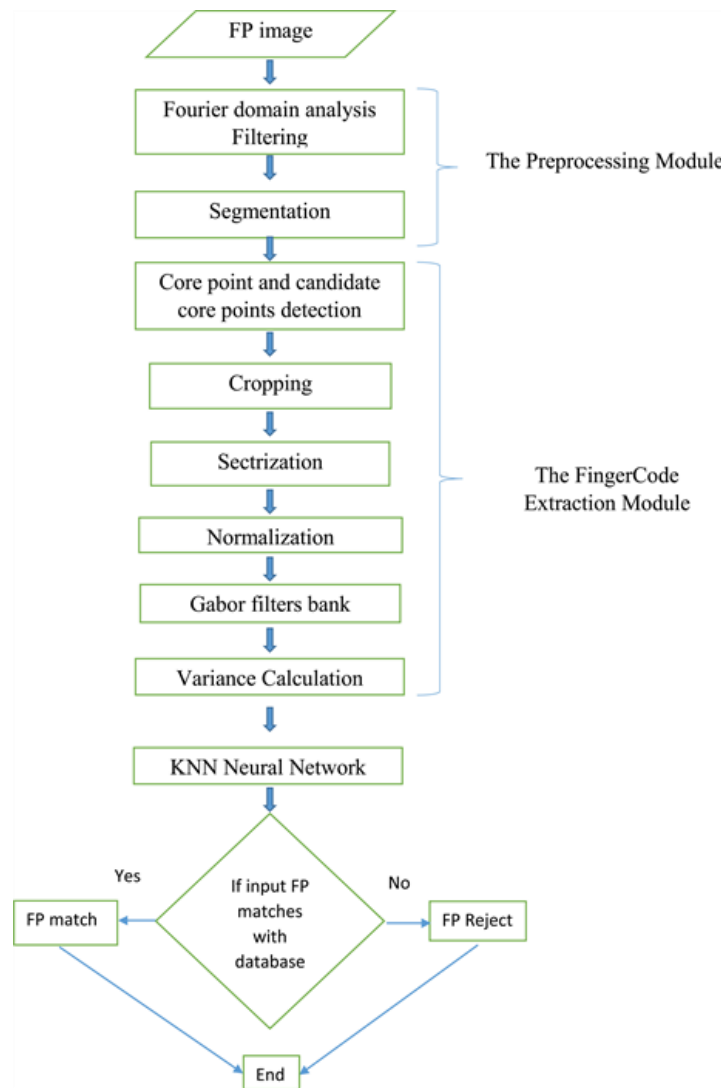 FP image
Fourier domain analysis
Filtering
The Preprocessing Module
Segmentation
Core point and candidate
core points detection
Cropping
Sectrization
The FingerCode
Extraction Module
Normalization
Gabor filters bank
Variance Calculation
KNN Neural Network
Yes
If input FP
matches
with
database
No
FP match
FP Reject
End